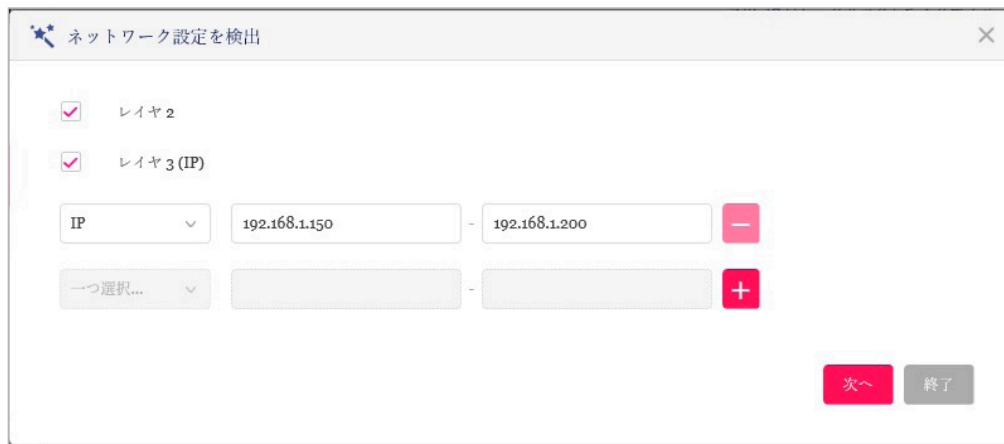 ネットワーク設定を検出
レイヤ 2
レイヤ 3 (IP)
IP 192.168.1.150 - 192.168.1.200
一つ選択... -
次へ 終了